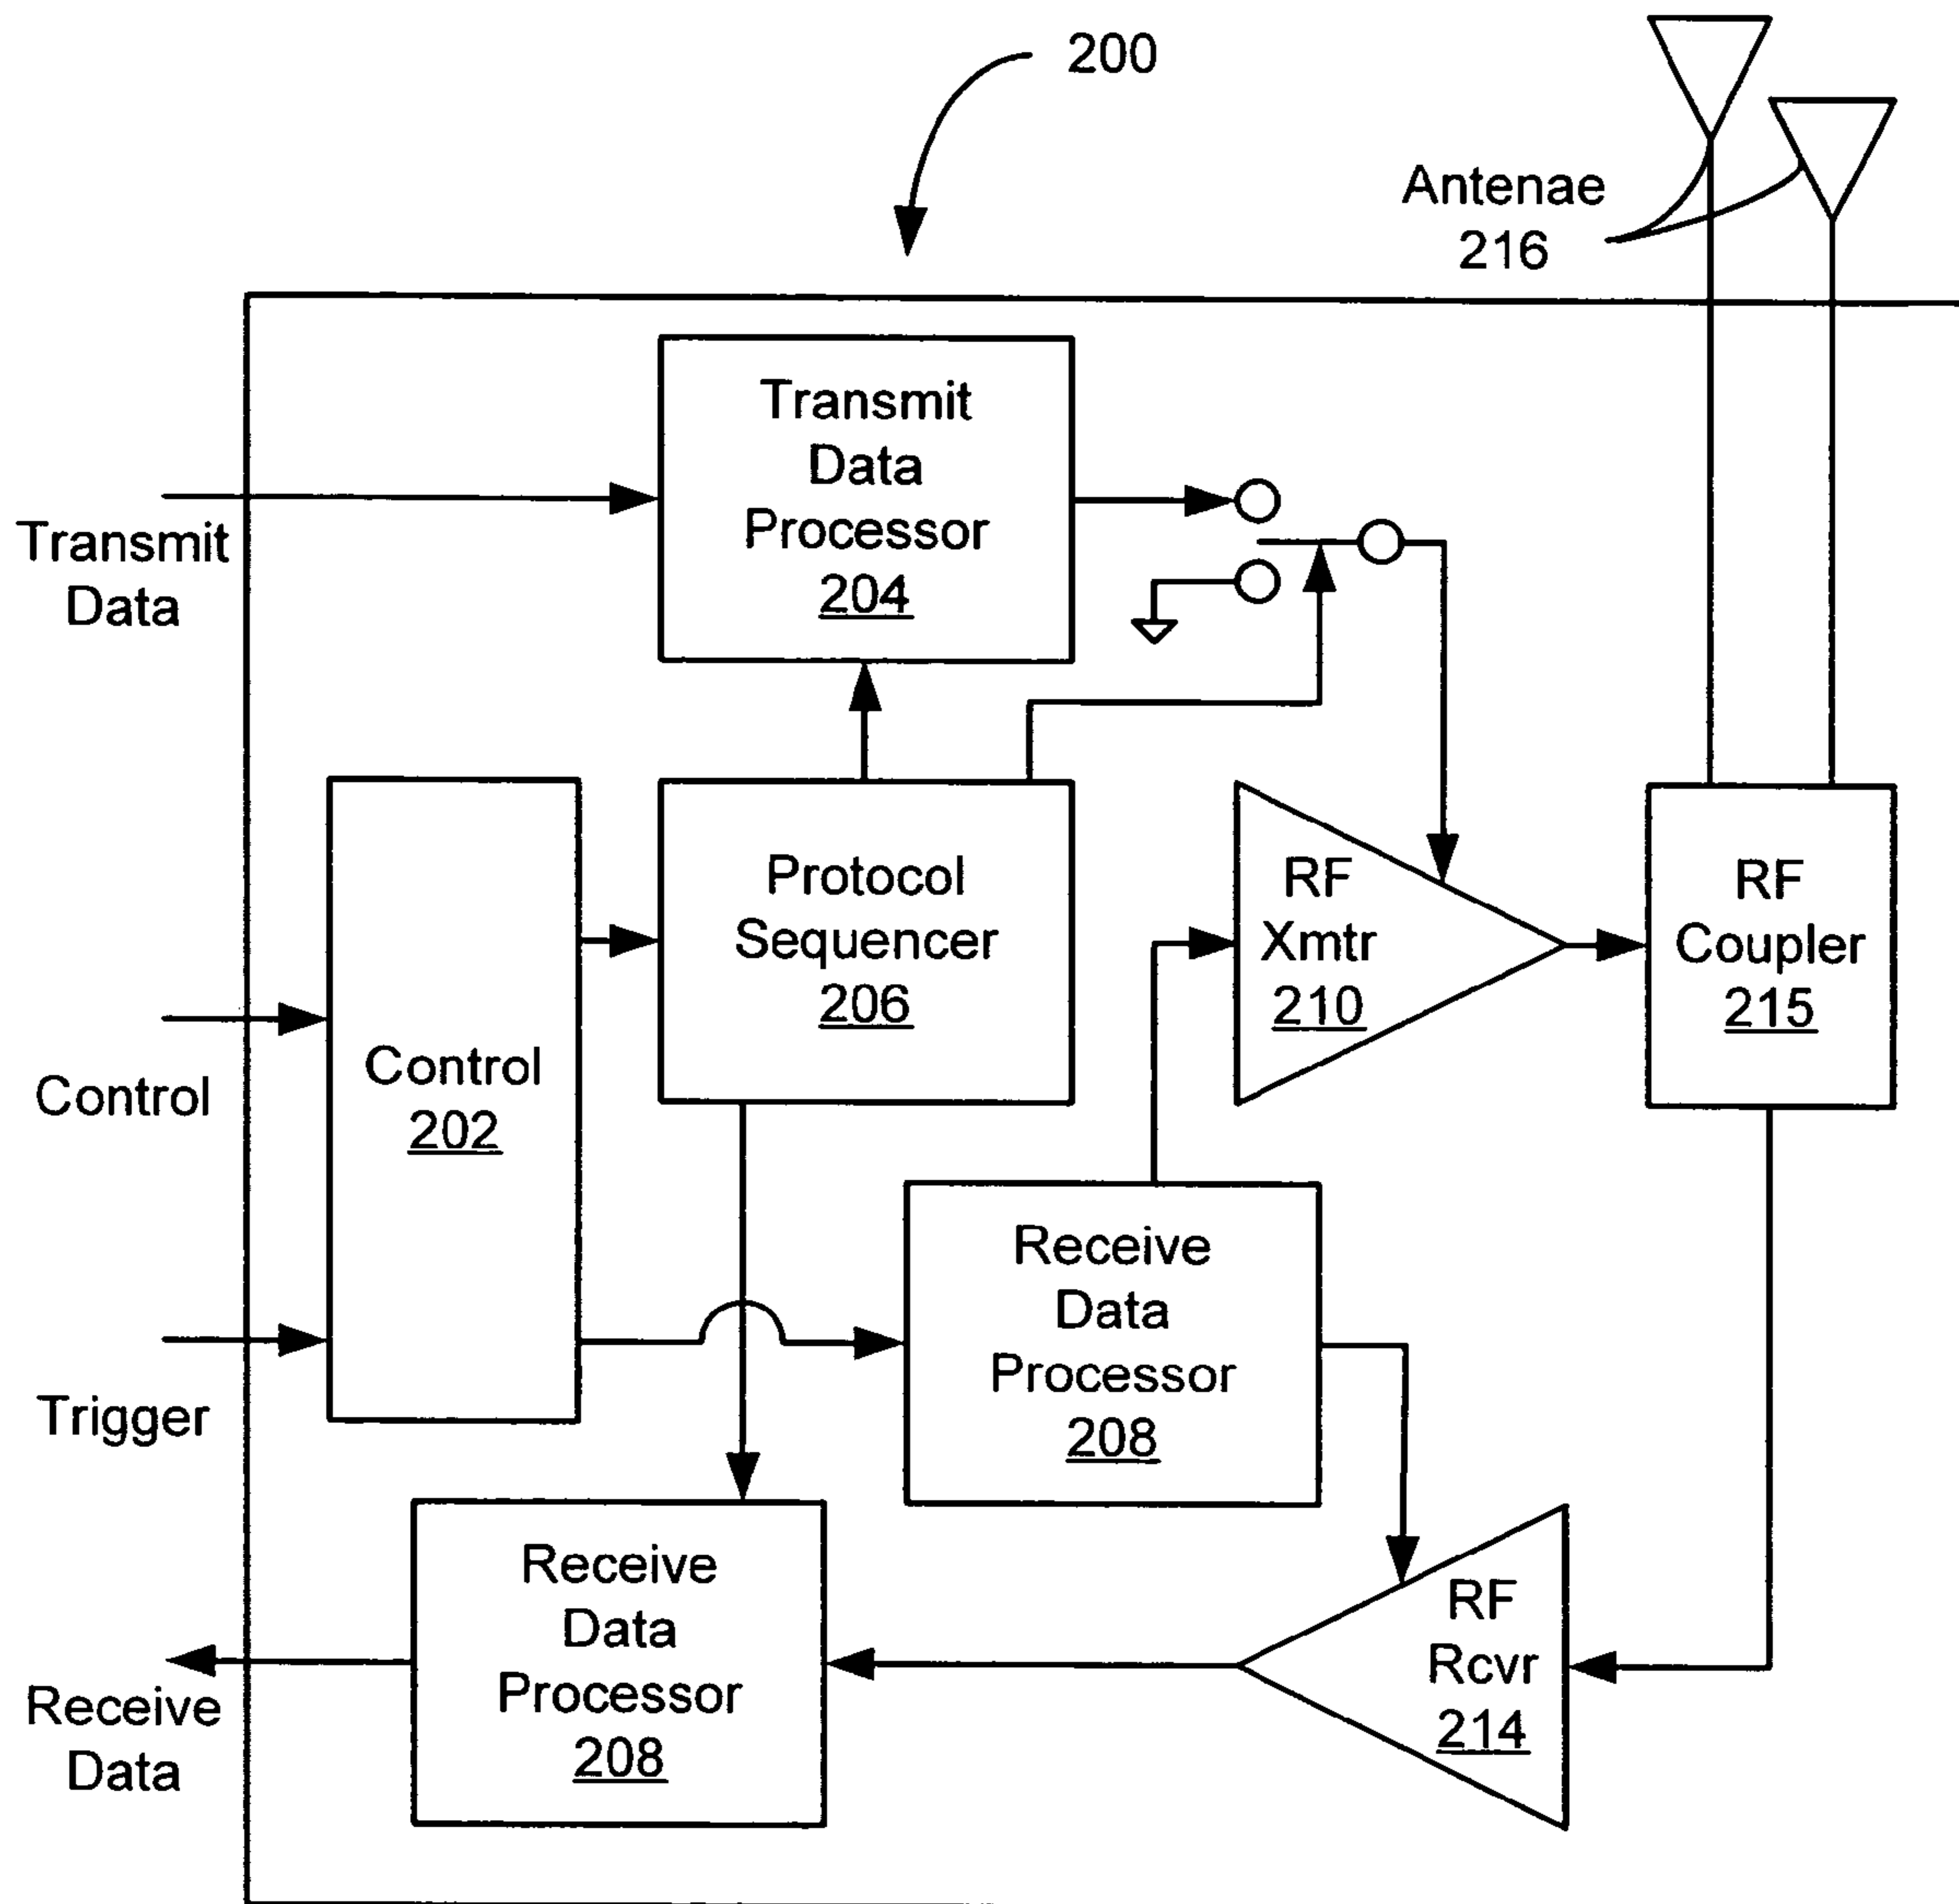 200
Antenae
216
Transmit
Data
Processor
204
Transmit
Data
Protocol
Sequencer
206
RF
Xmtr
210
RF
Coupler
215
Control
202
Control
Receive
Data
Processor
208
Trigger
Receive
Data
Processor
208
RF
Rcvr
214
Receive
Data